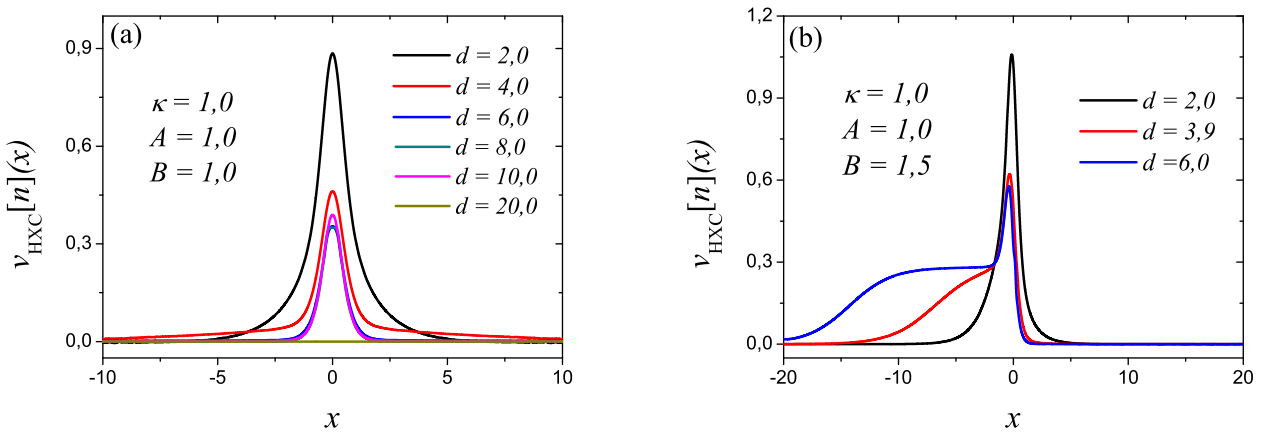 (a)
0,9
0,6
0,3
0,0
κ = 1,0
A = 1,0
B = 1,0
d = 2,0
d = 4,0
d = 6,0
d = 8,0
d = 10,0
d = 20,0
-10
-5
0
5
10
x
v_HXC[n](x)
(b)
1,2
0,9
0,6
0,3
0,0
κ = 1,0
A = 1,0
B = 1,5
d = 2,0
d = 3,9
d =6,0
-20
-10
0
10
20
x
v_HXC[n](x)